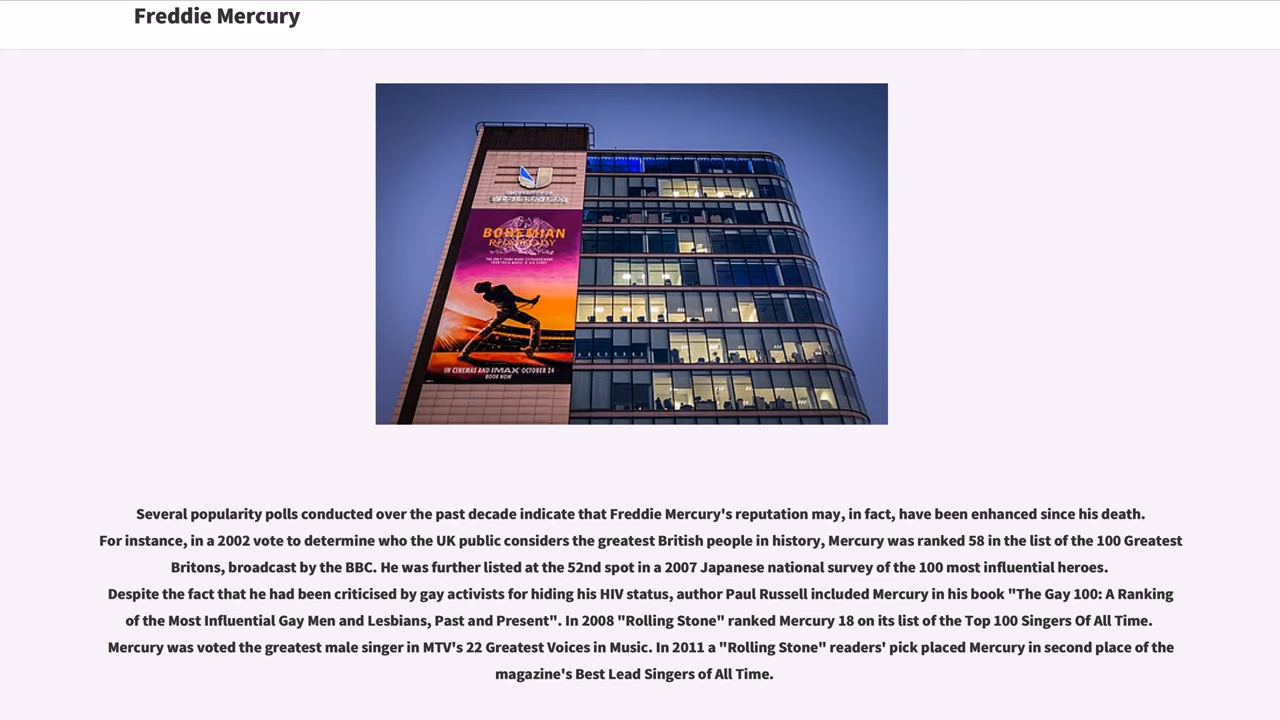 Freddie Mercury
BOHEMIAN
RHAPSODY
IN CINEMAS AND IMAX OCTOBER 24
BOOK NOW
Several popularity polls conducted over the past decade indicate that Freddie Mercury's reputation may, in fact, have been enhanced since his death.
For instance, in a 2002 vote to determine who the UK public considers the greatest British people in history, Mercury was ranked 58 in the list of the 100 Greatest
Britons, broadcast by the BBC. He was further listed at the 52nd spot in a 2007 Japanese national survey of the 100 most influential heroes.
Despite the fact that he had been criticised by gay activists for hiding his HIV status, author Paul Russell included Mercury in his book "The Gay 100: A Ranking
of the Most Influential Gay Men and Lesbians, Past and Present". In 2008 "Rolling Stone" ranked Mercury 18 on its list of the Top 100 Singers Of All Time.
Mercury was voted the greatest male singer in MTV's 22 Greatest Voices in Music. In 2011 a "Rolling Stone" readers' pick placed Mercury in second place of the
magazine's Best Lead Singers of All Time.